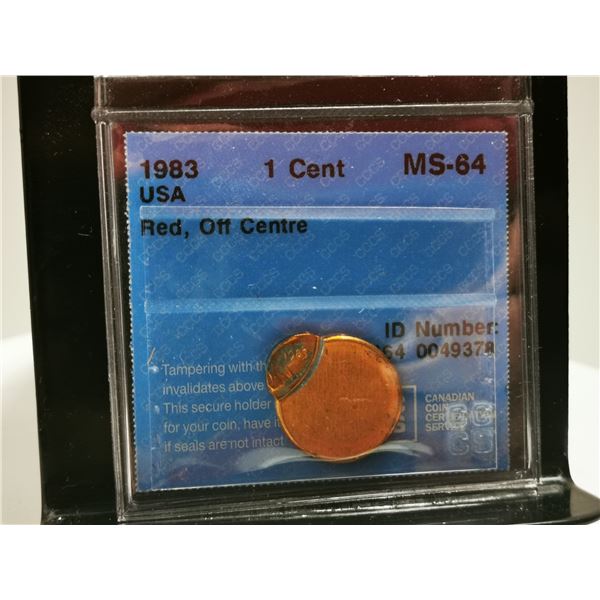 1983 1 Cent MS-64
USA
Red, Off Centre
ID Number:
64 0049378
Tampering with the
invalidates above
This secure holder
for your coin, have it
if seals are not intact
CANADIAN
COIN
CERTIFICATION
SERVICE